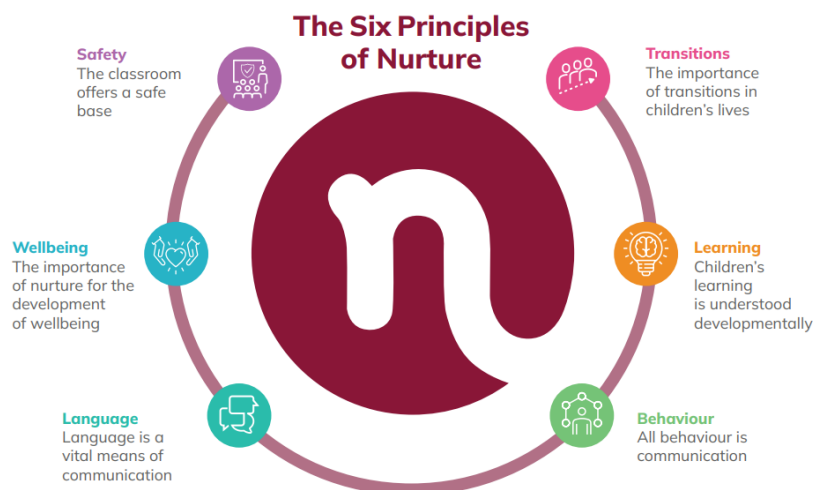 The Six Principles
of Nurture
Safety
The classroom
offers a safe
base
Transitions
The importance
of transitions in
children's lives
Wellbeing
The importance
of nurture for the
development
of wellbeing
Learning
Children's
learning
is understood
developmentally
Language
Language is a
vital means of
communication
Behaviour
All behaviour is
communication
n